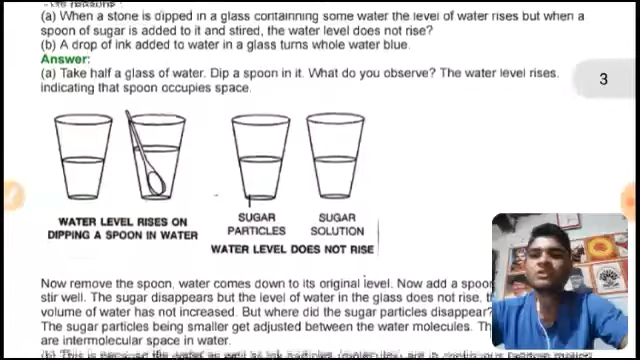 (a) When a stone is dipped in a glass containning some water the level of water rises but when a
spoon of sugar is added to it and stired, the water level does not rise?
(b) A drop of ink added to water in a glass turns whole water blue.
Answer:
(a) Take half a glass of water. Dip a spoon in it. What do you observe? The water level rises,
indicating that spoon occupies space.
3
WATER LEVEL RISES ON
DIPPING A SPOON IN WATER
SUGAR
PARTICLES
SUGAR
SOLUTION
WATER LEVEL DOES NOT RISE
Now remove the spoon, water comes down to its original level. Now add a spoon
stir well. The sugar disappears but the level of water in the glass does not rise,
volume of water has not increased. But where did the sugar particles disappear?
The sugar particles being smaller get adjusted between the water molecules.
are intermolecular space in water.